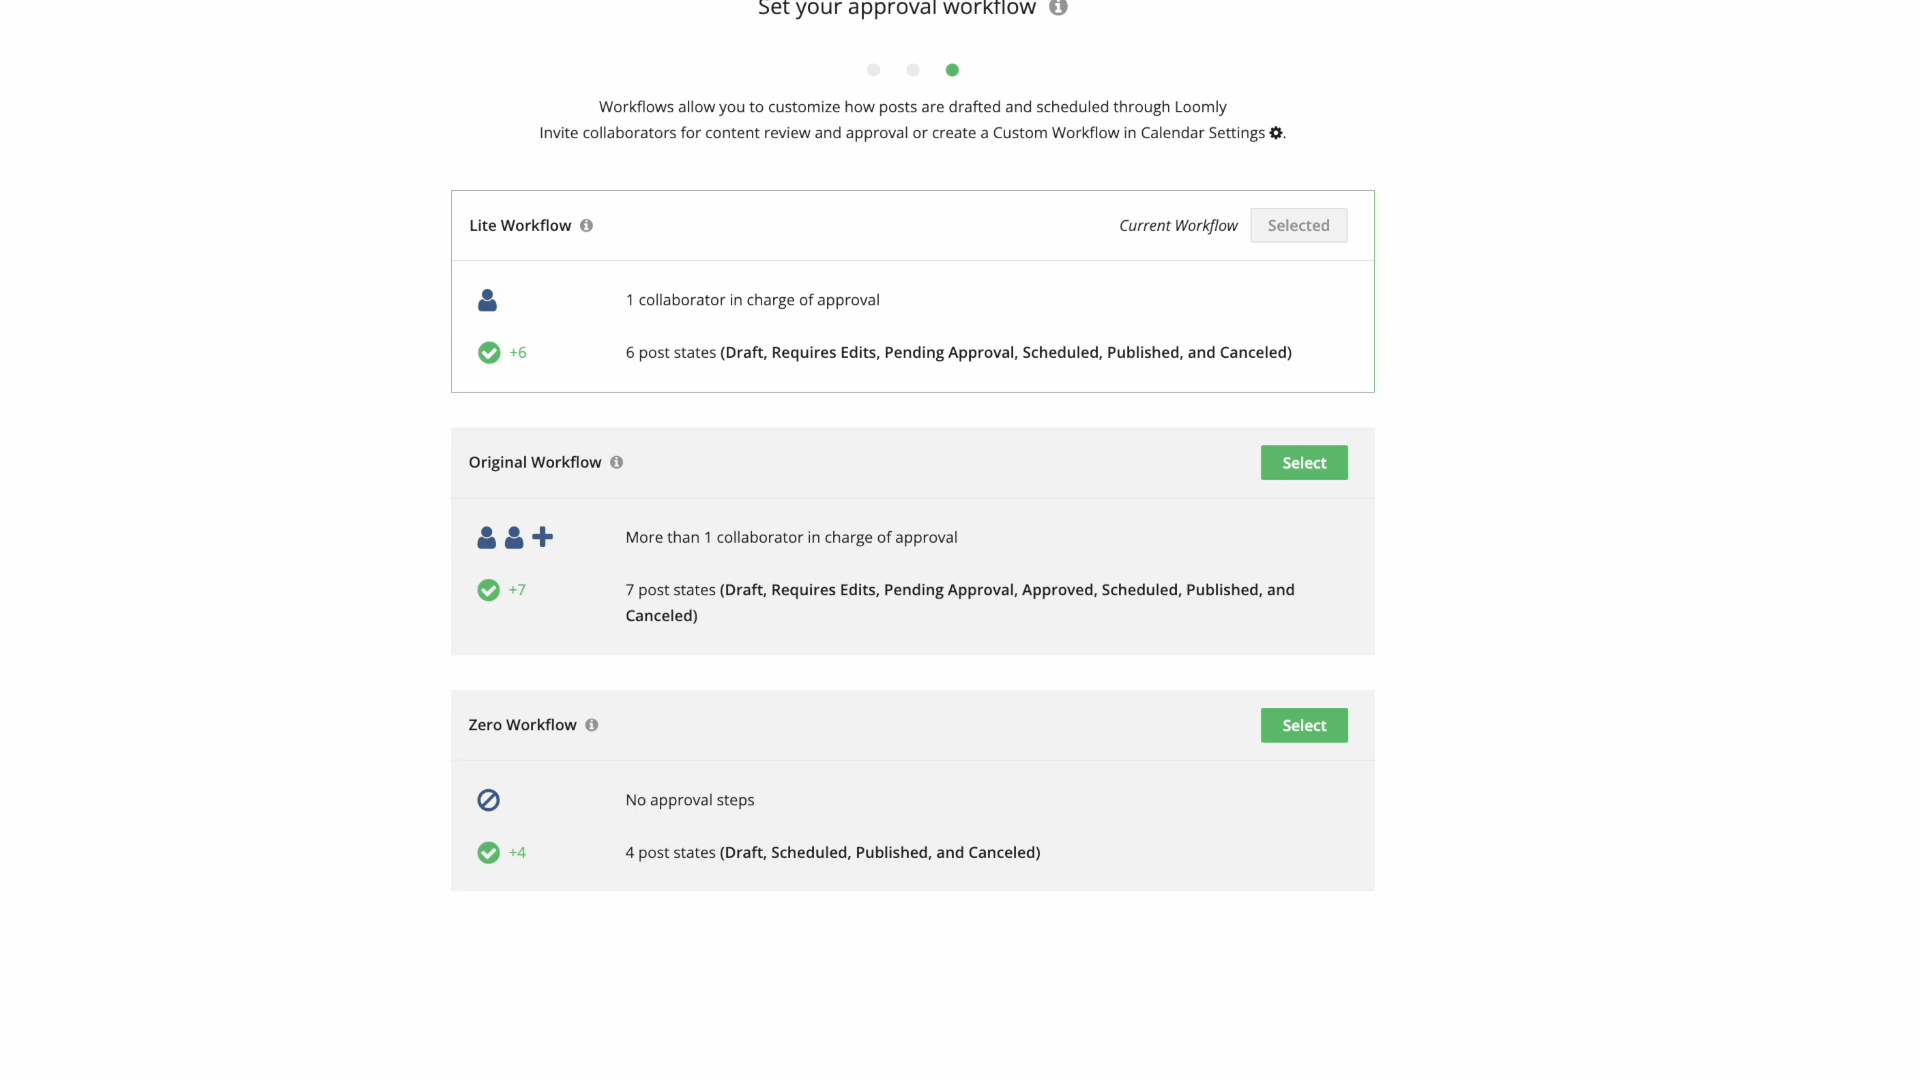 Set your approval workflow
Workflows allow you to customize how posts are drafted and scheduled through Loomly
Invite collaborators for content review and approval or create a Custom Workflow in Calendar Settings .
Lite Workflow
Current Workflow Selected
1 collaborator in charge of approval
+6 6 post states (Draft, Requires Edits, Pending Approval, Scheduled, Published, and Canceled)
Original Workflow
Select
More than 1 collaborator in charge of approval
+7 7 post states (Draft, Requires Edits, Pending Approval, Approved, Scheduled, Published, and
Canceled)
Zero Workflow
Select
No approval steps
+4 4 post states (Draft, Scheduled, Published, and Canceled)